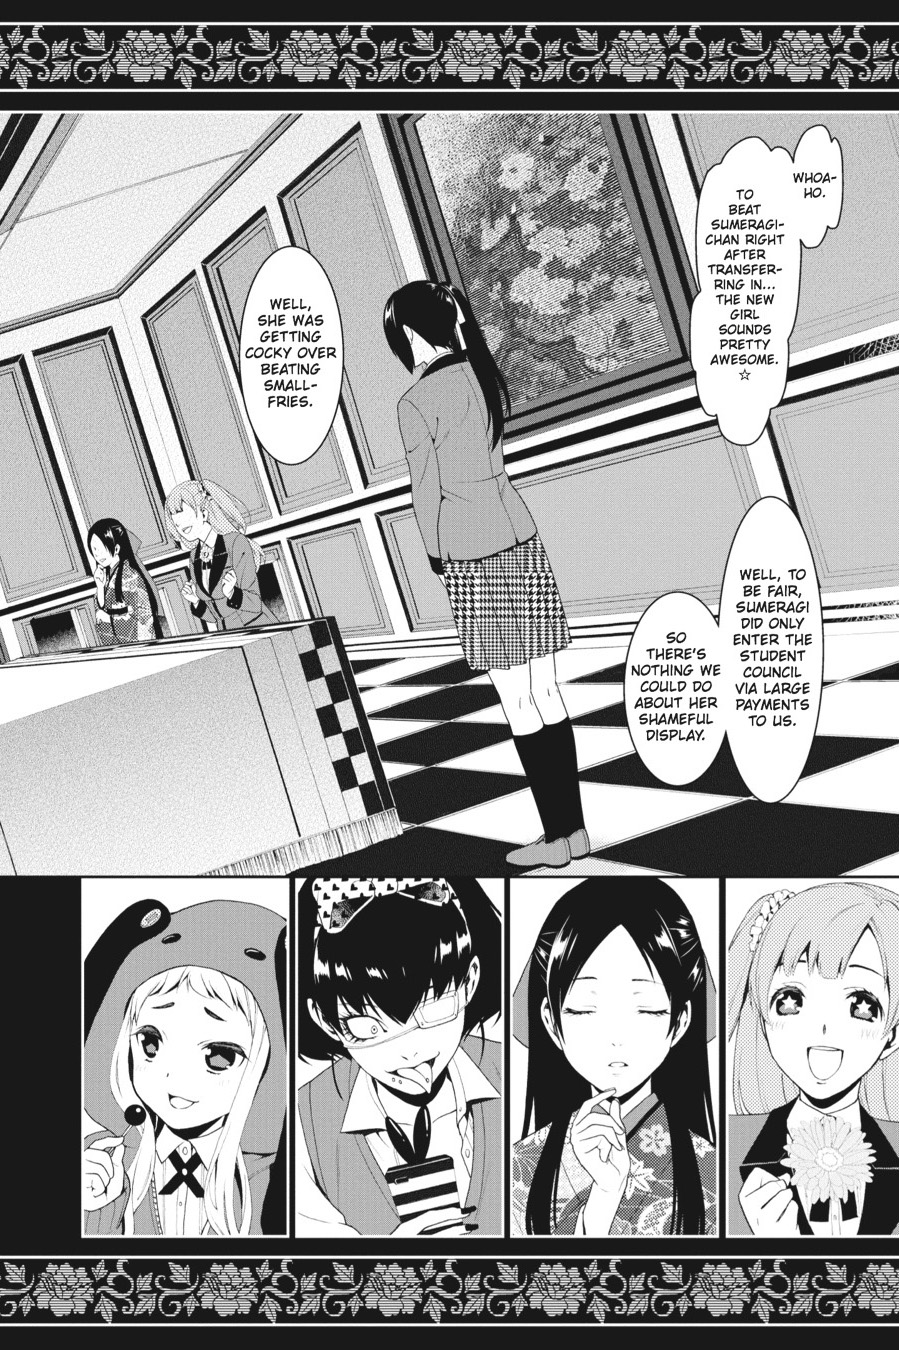 WHOA-
HO.
TO
BEAT
SUMERAGI-
CHAN RIGHT
AFTER
TRANSFER-
RING IN...
THE NEW
GIRL
SOUNDS
PRETTY
AWESOME.
☆
WELL,
SHE WAS
GETTING
COCKY OVER
BEATING
SMALL-
FRIES.
WELL, TO
BE FAIR,
SUMERAGI
DID ONLY
ENTER THE
STUDENT
COUNCIL
VIA LARGE
PAYMENTS
TO US.
SO
THERE'S
NOTHING WE
COULD DO
ABOUT HER
SHAMEFUL
DISPLAY.